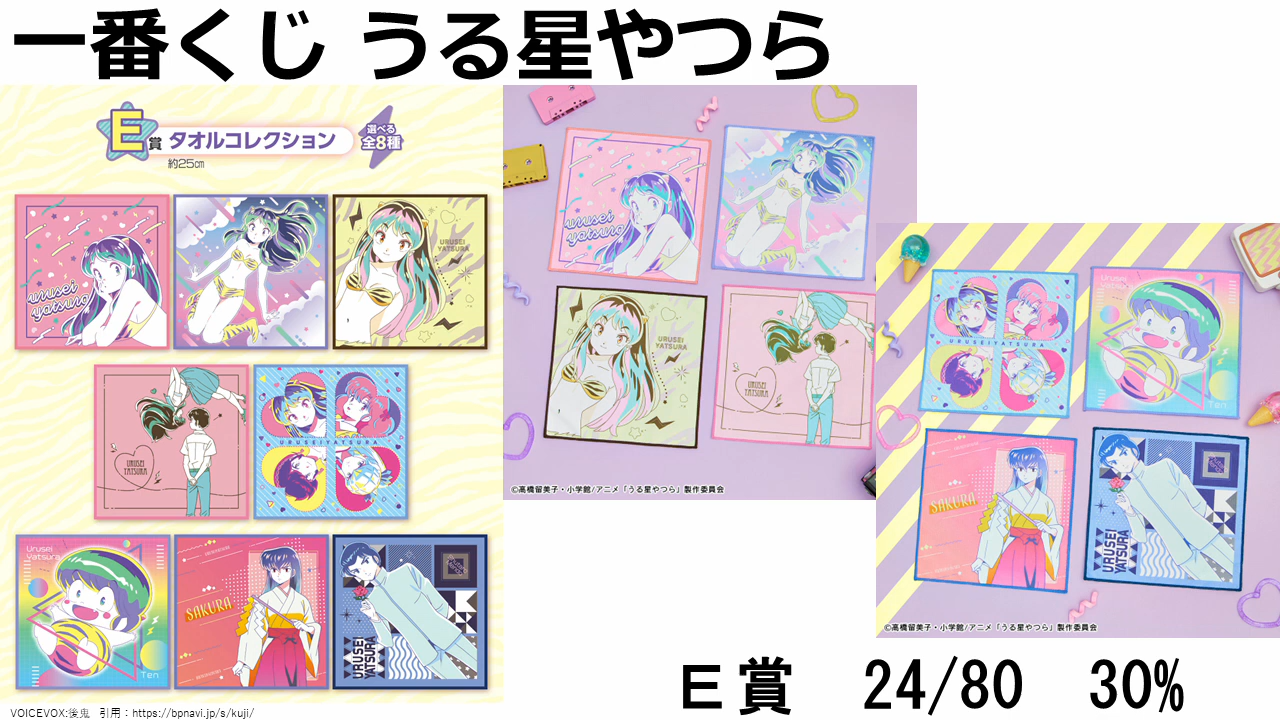 一番くじ うる星やつら
E賞 タオルコレクション
選べる
全8種
約25㎝
urusei
yatsura
URUSEI
YATSURA
URUSEI
YATSURA
URUSEIYATSURA
Urusei
Yatsura
Ten
SAKURA
URUSEI
YATSURA
urusei
yatsura
URUSEI
YATSURA
URUSEI
YATSURA
©高橋留美子・小学館/アニメ「うる星やつら」製作委員会
URUSEIYATSURA
Urusei
Yatsura
Ten
SAKURA
URUSEI
YATSURA
©高橋留美子・小学館/アニメ「うる星やつら」製作委員会
E賞 24/80 30%
VOICEVOX:後鬼 引用：https://bpnavi.jp/s/kuji/